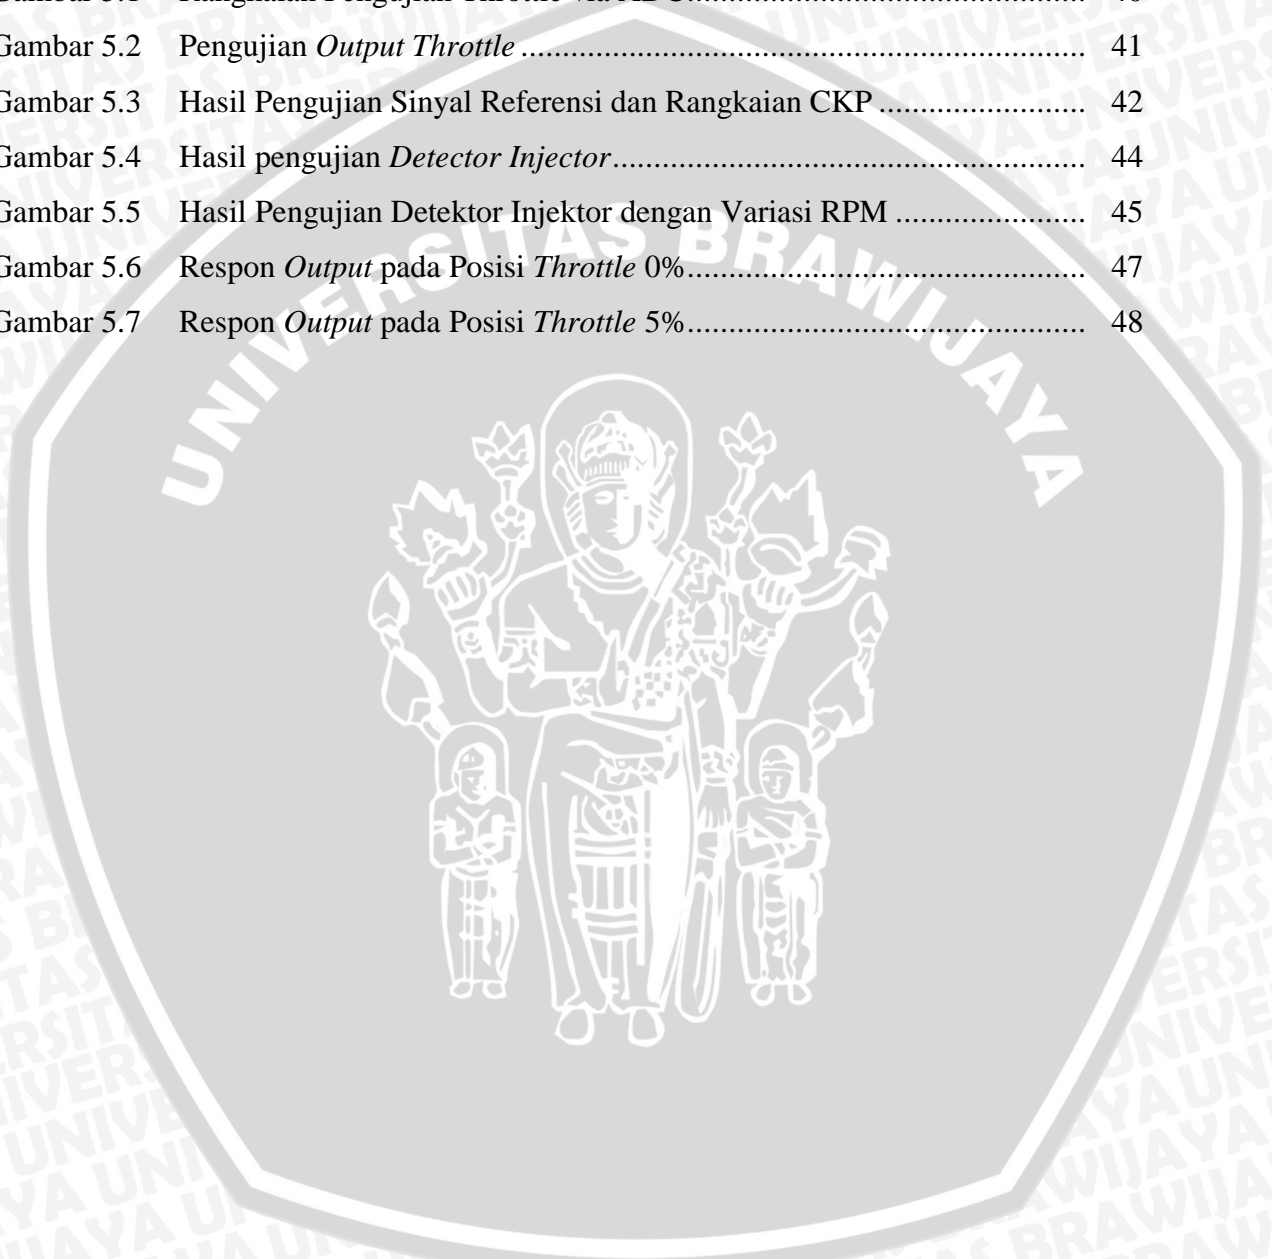 Gambar 5.2 Pengujian Output Throttle ........................................................................ 41
Gambar 5.3 Hasil Pengujian Sinyal Referensi dan Rangkaian CKP .......................... 42
Gambar 5.4 Hasil pengujian Detector Injector............................................................. 44
Gambar 5.5 Hasil Pengujian Detektor Injektor dengan Variasi RPM ........................ 45
Gambar 5.6 Respon Output pada Posisi Throttle 0%................................................... 47
Gambar 5.7 Respon Output pada Posisi Throttle 5%................................................... 48
UNIVERSITAS BRAWIJAYA